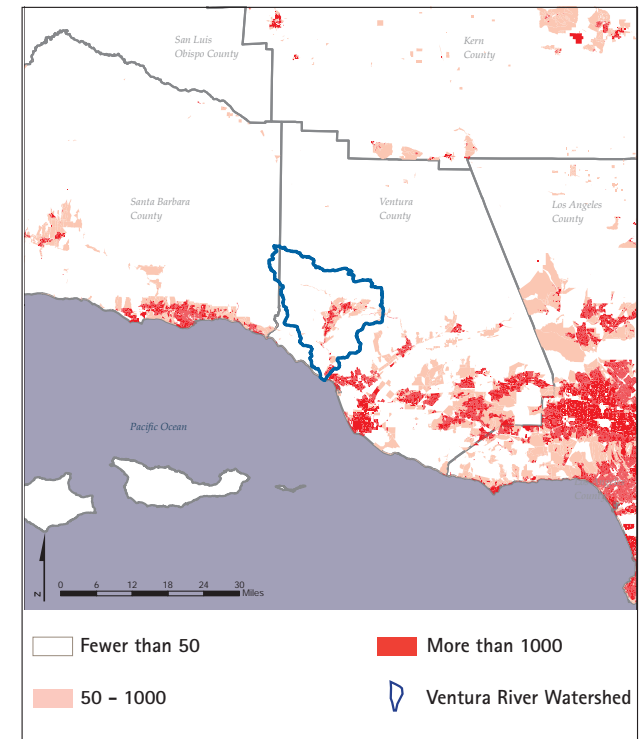 San Luis
Obispo County
Kern
County
Santa Barbara
County
Ventura
County
Los Angeles
County
Pacific Ocean
N
0 6 12 18 24 30
Miles
Fewer than 50
More than 1000
50 - 1000
Ventura River Watershed